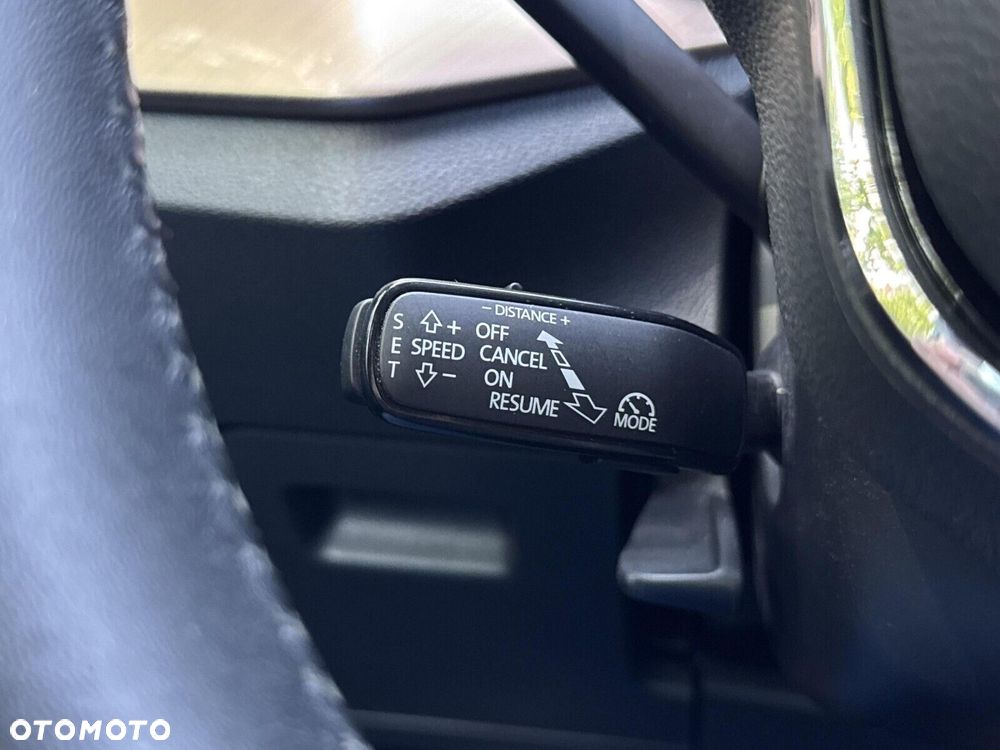 − DISTANCE +
S + OFF
E SPEED CANCEL
T − ON
RESUME
MODE
OTOMOTO